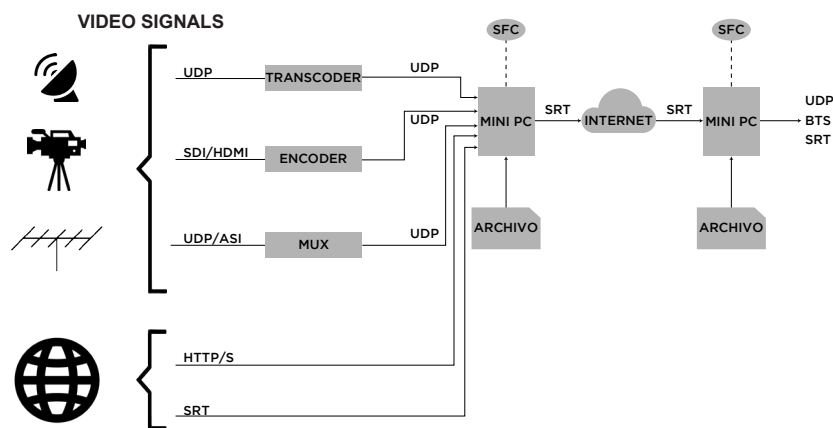 VIDEO SIGNALS
SFC
SFC
UDP
TRANSCODER
UDP
MINI PC
SRT
INTERNET
SRT
MINI PC
UDP
BTS
SRT
UDP
SDI/HDMI
ENCODER
UDP/ASI
MUX
UDP
ARCHIVO
ARCHIVO
HTTP/S
SRT